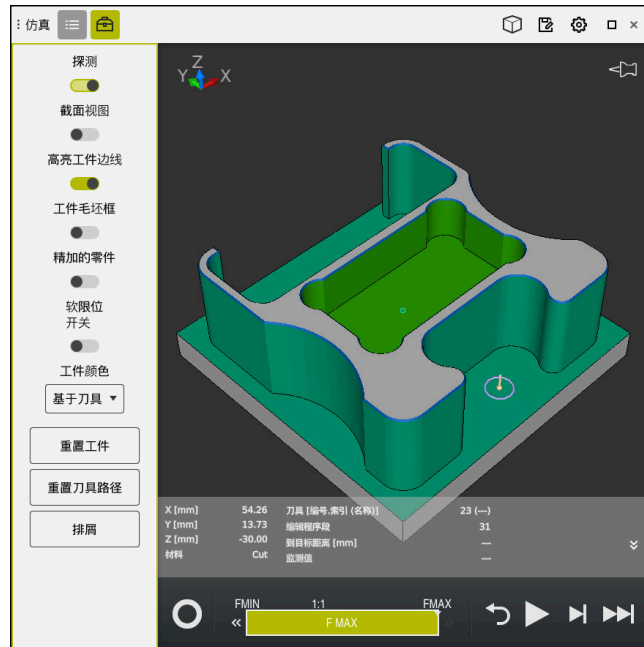 仿真
探测
截面视图
高亮工件边线
工件毛坯框
精加的零件
软限位
开关
工件颜色
基于刀具
重置工件
重置刀具路径
排屑
Z
Y X
X [mm] 54.26 刀具 [编号.索引 (名称)] 23 (---)
Y [mm] 13.73 编辑程序段 31
Z [mm] -30.00 到目标距离 [mm] ---
材料 Cut 监测值 ---
FMIN 1:1 FMAX
F MAX